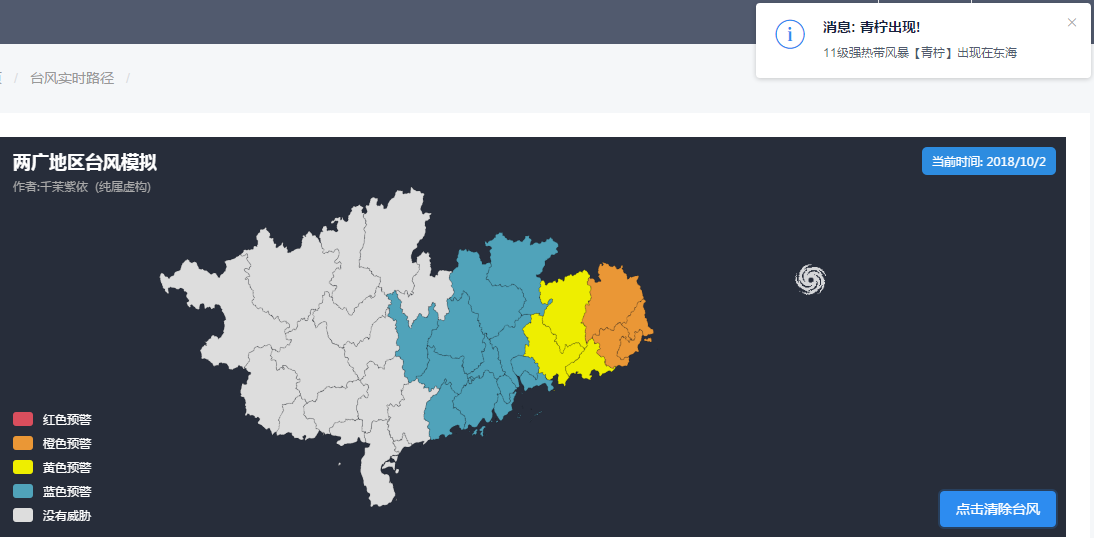 消息: 青柠出现!
11级强热带风暴【青柠】出现在东海
/ 台风实时路径 /
两广地区台风模拟
作者:千茉紫依（纯属虚构)
当前时间: 2018/10/2
红色预警
橙色预警
黄色预警
蓝色预警
没有威胁
点击清除台风